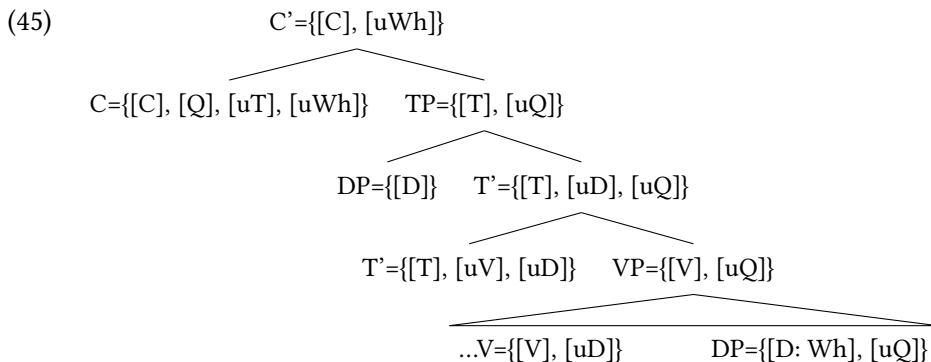 (45) C’={[C], [uWh]}
C={[C], [Q], [uT], [uWh]} TP={[T], [uQ]}
DP={[D]} T’={[T], [uD], [uQ]}
T’={[T], [uV], [uD]} VP={[V], [uQ]}
...V={[V], [uD]} DP={[D: Wh], [uQ]}